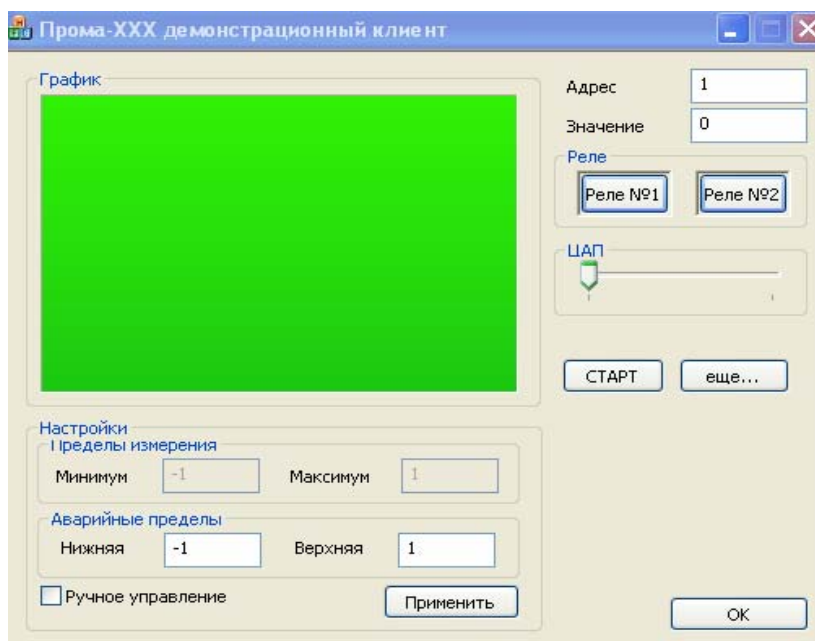 Прома-XXX демонстрационный клиент
График
Адрес 1
Значение 0
Реле
Реле №1 Реле №2
ЦАП
СТАРТ еще...
Настройки
Пределы измерения
Минимум -1 Максимум 1
Аварийные пределы
Нижняя -1 Верхняя 1
Ручное управление Применить
OK